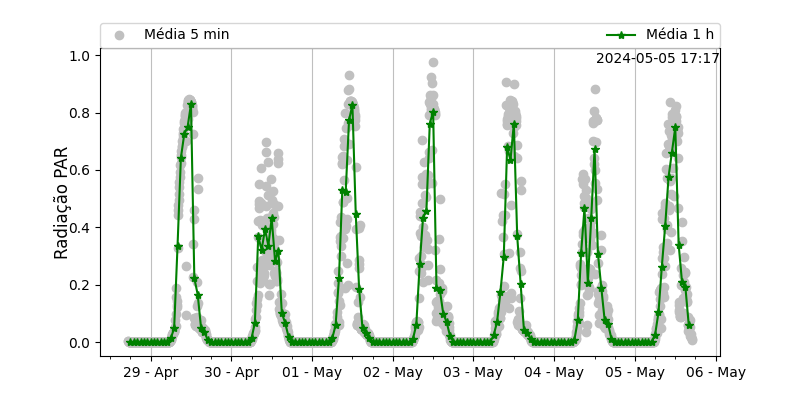 Média 5 min
Média 1 h
2024-05-05 17:17
1.0
0.8
0.6
0.4
0.2
0.0
Radiação PAR
29 - Apr
30 - Apr
01 - May
02 - May
03 - May
04 - May
05 - May
06 - May